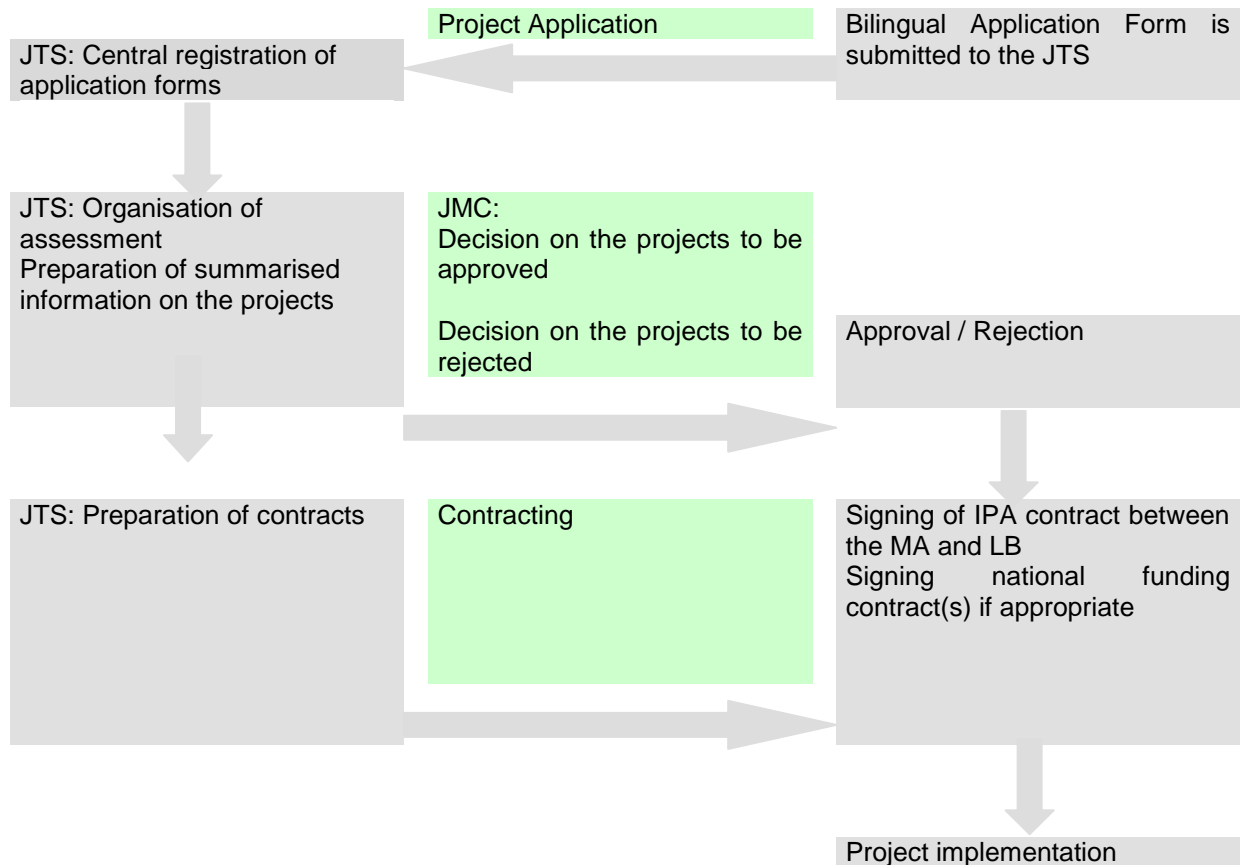 Project Application
Bilingual Application Form is
submitted to the JTS
JTS: Central registration of
application forms
JTS: Organisation of
assessment
Preparation of summarised
information on the projects
JMC:
Decision on the projects to be
approved
Decision on the projects to be
rejected
Approval / Rejection
JTS: Preparation of contracts
Contracting
Signing of IPA contract between
the MA and LB
Signing national funding
contract(s) if appropriate
Project implementation